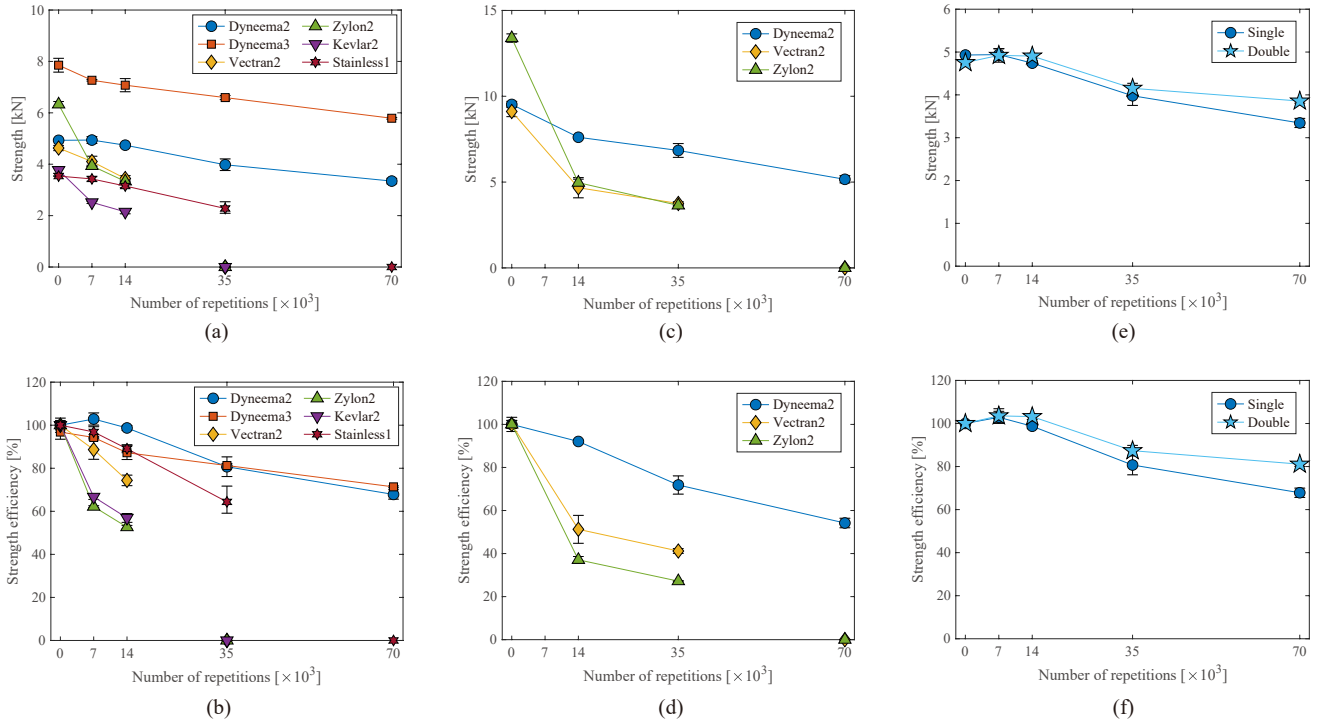 10
8
6
4
2
0
Strength [kN]
Dyneema2
Dyneema3
Vectran2
Zylon2
Kevlar2
Stainless1
0 7 14 35 70
Number of repetitions [×10³]
(a)
15
10
5
0
Strength [kN]
Dyneema2
Vectran2
Zylon2
0 7 14 35 70
Number of repetitions [×10³]
(c)
6
5
4
3
2
1
0
Strength [kN]
Single
Double
0 7 14 35 70
Number of repetitions [×10³]
(e)
120
100
80
60
40
20
0
Strength efficiency [%]
Dyneema2
Dyneema3
Vectran2
Zylon2
Kevlar2
Stainless1
0 7 14 35 70
Number of repetitions [×10³]
(b)
120
100
80
60
40
20
0
Strength efficiency [%]
Dyneema2
Vectran2
Zylon2
0 7 14 35 70
Number of repetitions [×10³]
(d)
120
100
80
60
40
20
0
Strength efficiency [%]
Single
Double
0 7 14 35 70
Number of repetitions [×10³]
(f)